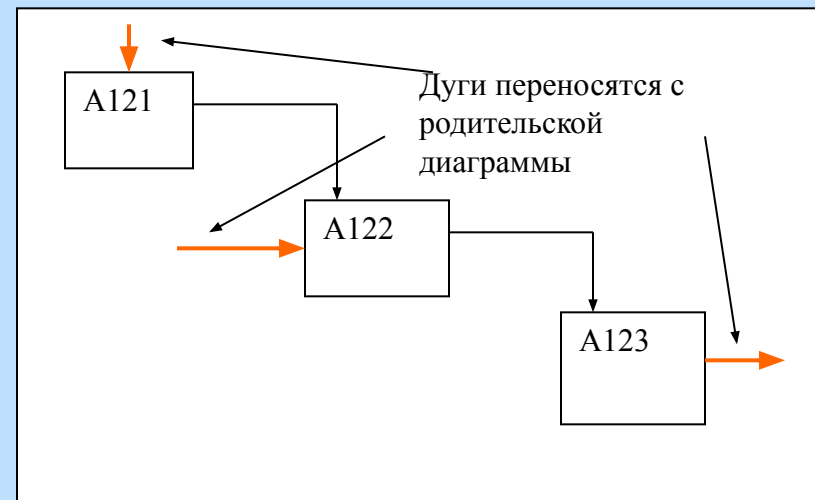 A121
Дуги переносятся с
родительской
диаграммы
A122
A123